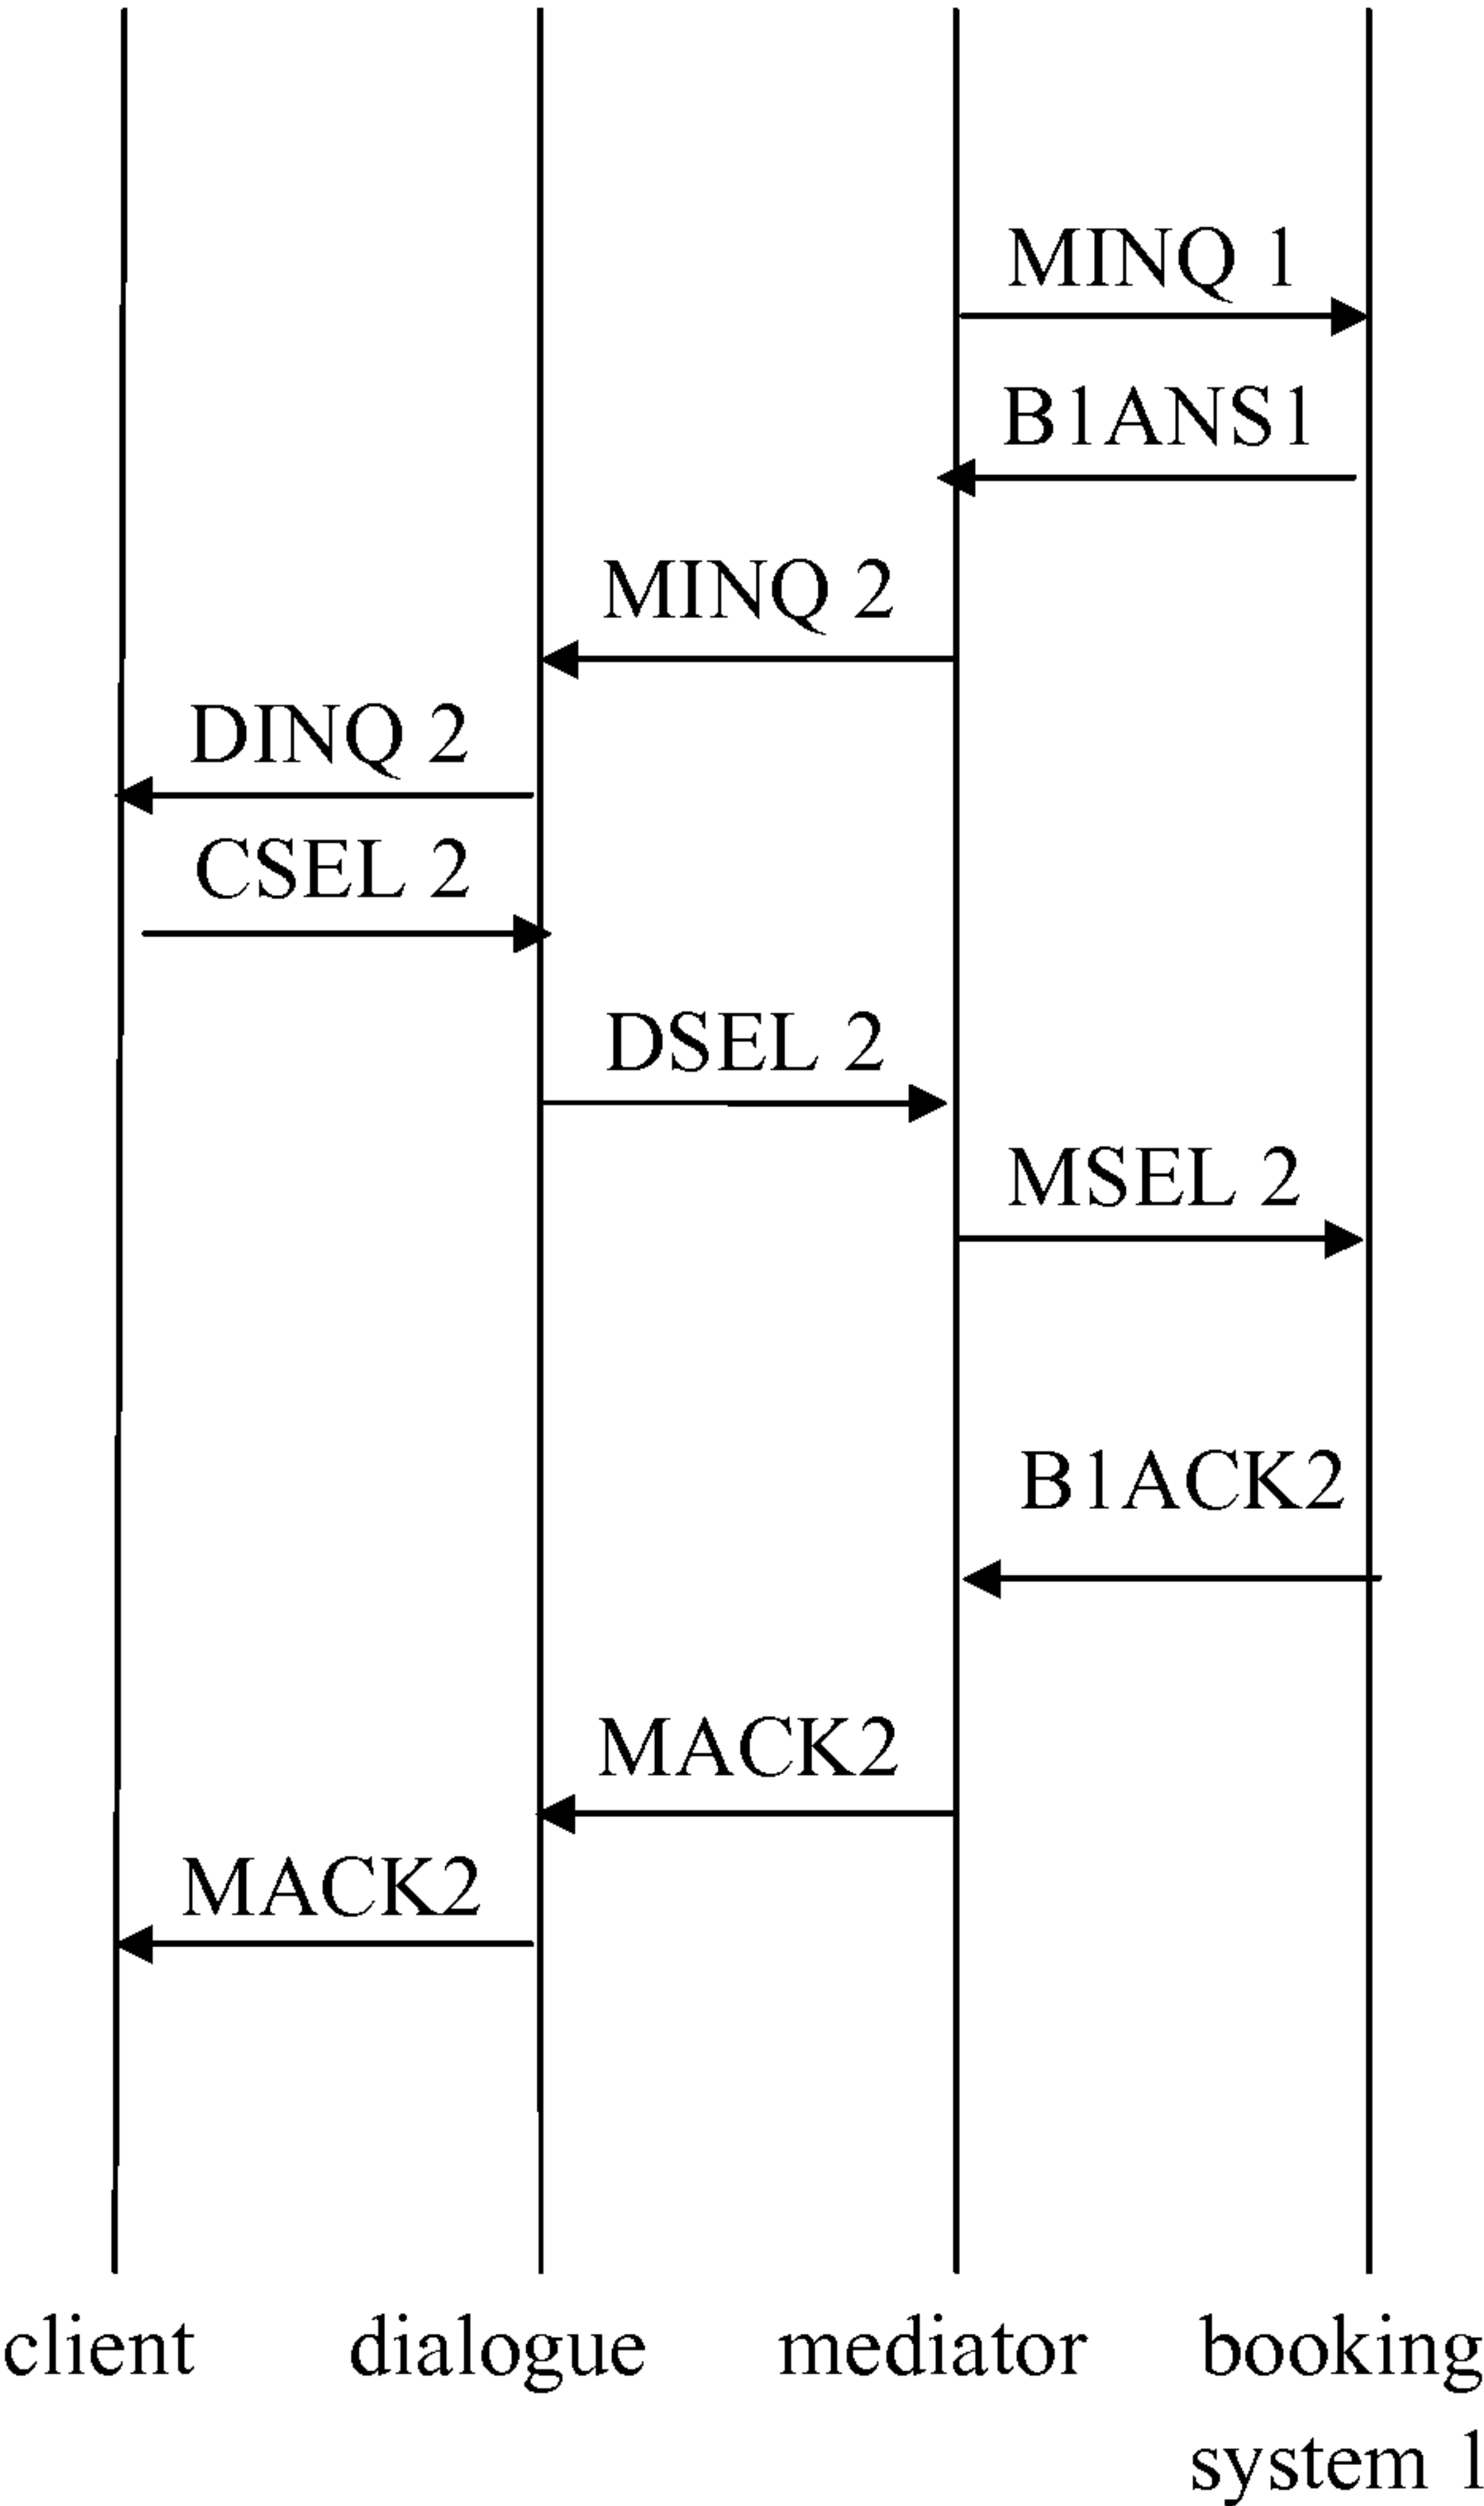 MINQ 1
B1ANS1
MINQ 2
DINQ 2
CSEL 2
DSEL 2
MSEL 2
B1ACK2
MACK2
MACK2
client dialogue mediator booking
system 1